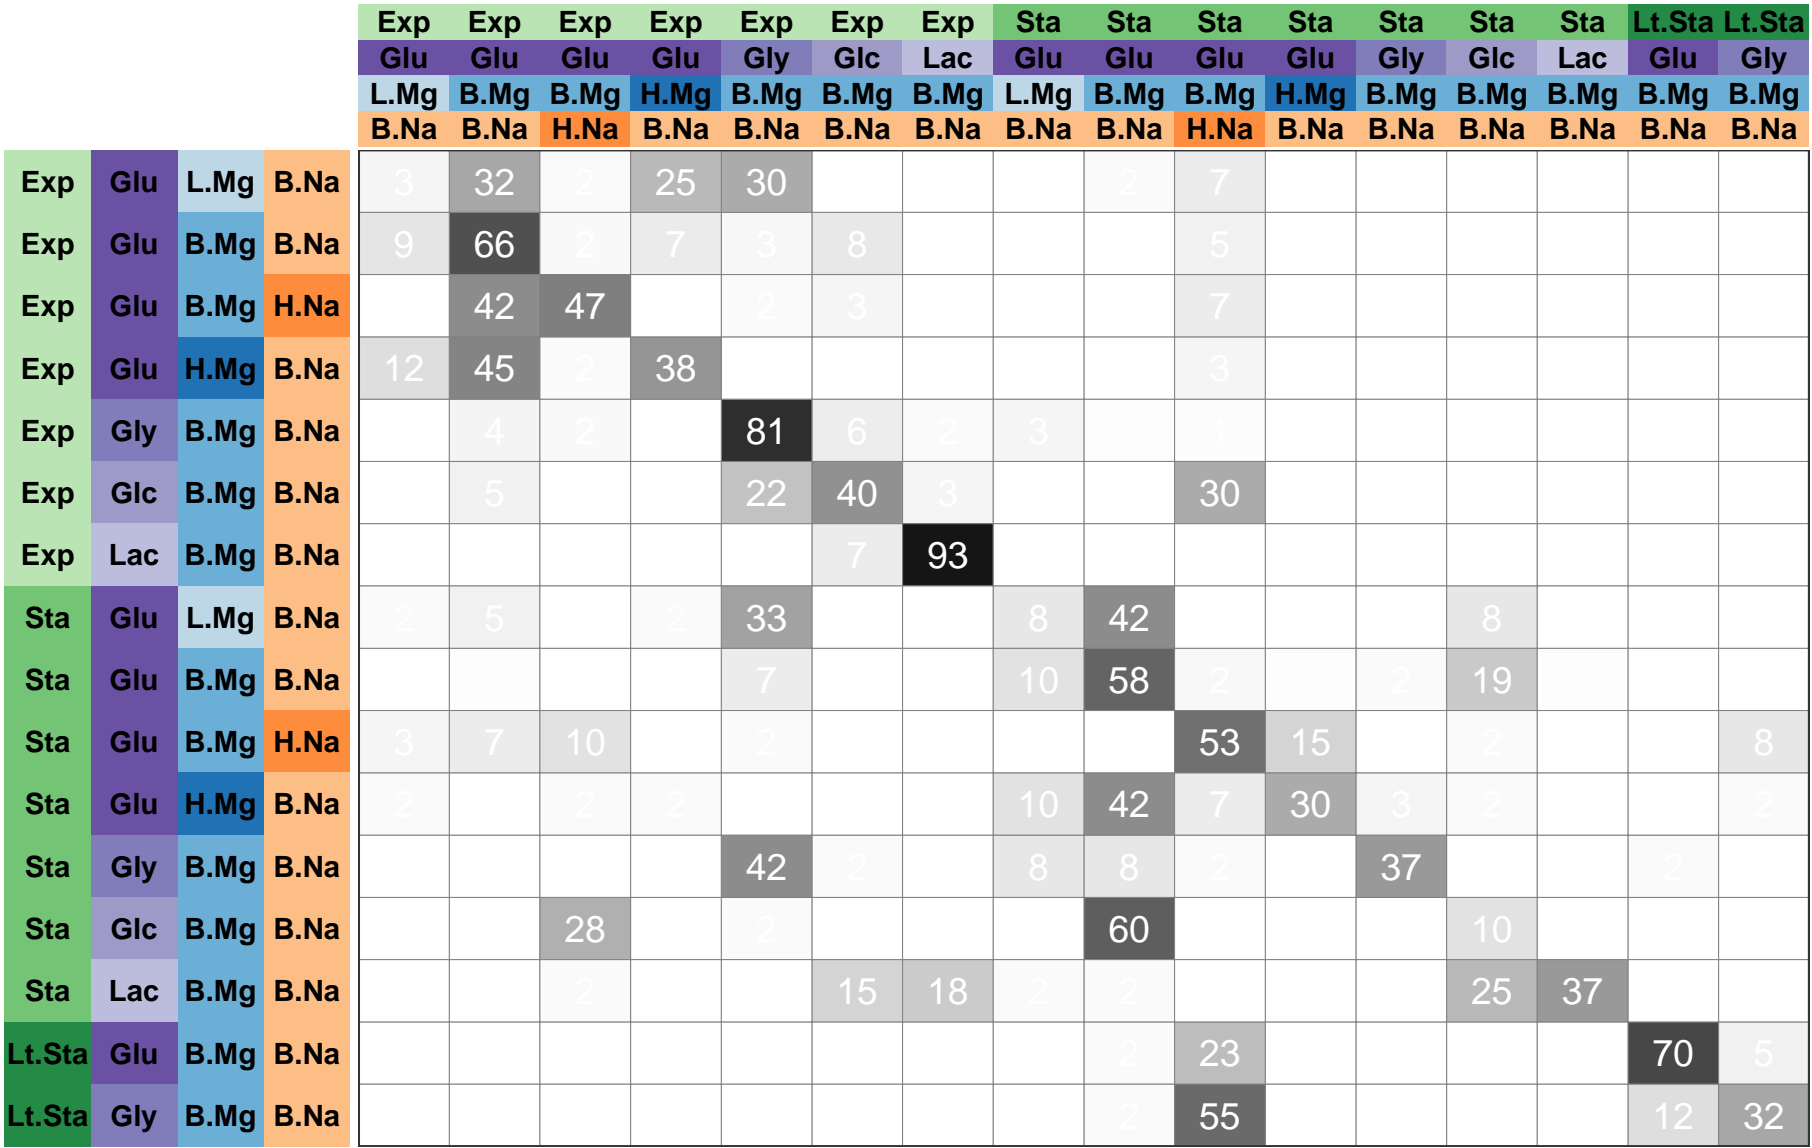 Exp Exp Exp Exp Exp Exp Exp Sta Sta Sta Sta Sta Sta Sta Lt.Sta Lt.Sta
Glu Glu Glu Glu Gly Glc Lac Glu Glu Glu Glu Gly Glc Lac Glu Gly
L.Mg B.Mg B.Mg H.Mg B.Mg B.Mg B.Mg L.Mg B.Mg B.Mg H.Mg B.Mg B.Mg B.Mg B.Mg B.Mg
B.Na B.Na H.Na B.Na B.Na B.Na B.Na B.Na B.Na H.Na B.Na B.Na B.Na B.Na B.Na B.Na
Exp Glu L.Mg B.Na 3 32 2 25 30 2 7
Exp Glu B.Mg B.Na 9 66 2 7 3 8 5
Exp Glu B.Mg H.Na 42 47 2 3 7
Exp Glu H.Mg B.Na 12 45 2 38 3
Exp Gly B.Mg B.Na 4 2 81 6 2 3 1 1
Exp Glc B.Mg B.Na 5 22 40 3 30
Exp Lac B.Mg B.Na 7 93
Sta Glu L.Mg B.Na 2 5 2 33 8 42 8
Sta Glu B.Mg B.Na 1 7 10 58 2 1 2 19 1
Sta Glu B.Mg H.Na 3 7 10 2 53 15 2 8
Sta Glu H.Mg B.Na 2 2 2 10 42 7 30 3 2 2
Sta Gly B.Mg B.Na 42 2 8 8 2 37 2
Sta Glc B.Mg B.Na 28 2 60 10
Sta Lac B.Mg B.Na 2 15 18 2 2 25 37
Lt.Sta Glu B.Mg B.Na 2 23 70 5
Lt.Sta Gly B.Mg B.Na 2 55 12 32